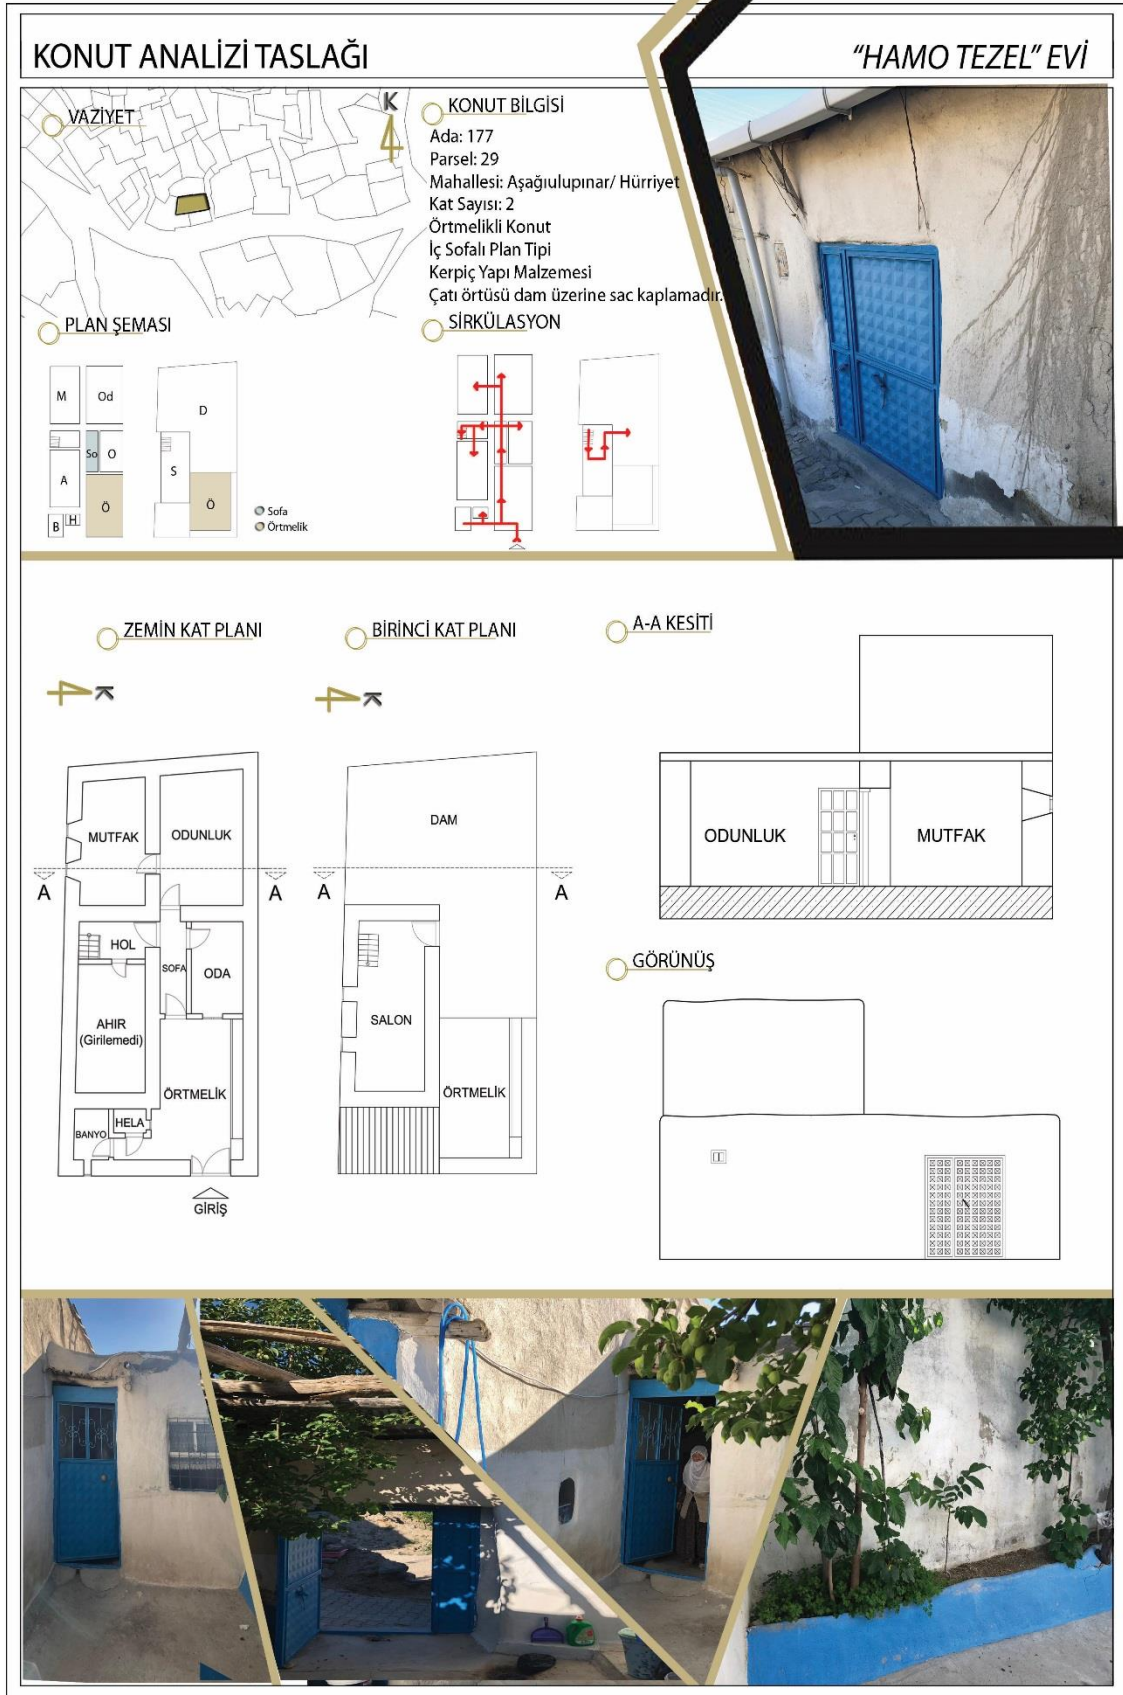 KONUT ANALİZİ TASLAĞI
"HAMO TEZEL" EVİ
VAZİYET
K
KONUT BİLGİSİ
Ada: 177
Parsel: 29
Mahallesi: Aşağıulupınar/ Hürriyet
Kat Sayısı: 2
Örtmelikli Konut
İç Sofalı Plan Tipi
Kerpiç Yapı Malzemesi
Çatı örtüsü dam üzerine sac kaplamadır.
PLAN ŞEMASI
M
Od
So
O
A
Ö
B
H
D
S
Ö
Sofa
Örtmelik
SİRKÜLASYON
ZEMİN KAT PLANI
K
MUTFAK
ODUNLUK
A
A
HOL
SOFA
ODA
AHIR
(Girilemedi)
ÖRTMELİK
HELA
BANYO
GİRİŞ
BİRİNCİ KAT PLANI
K
DAM
A
A
SALON
ÖRTMELİK
A-A KESİTİ
ODUNLUK
MUTFAK
GÖRÜNÜŞ